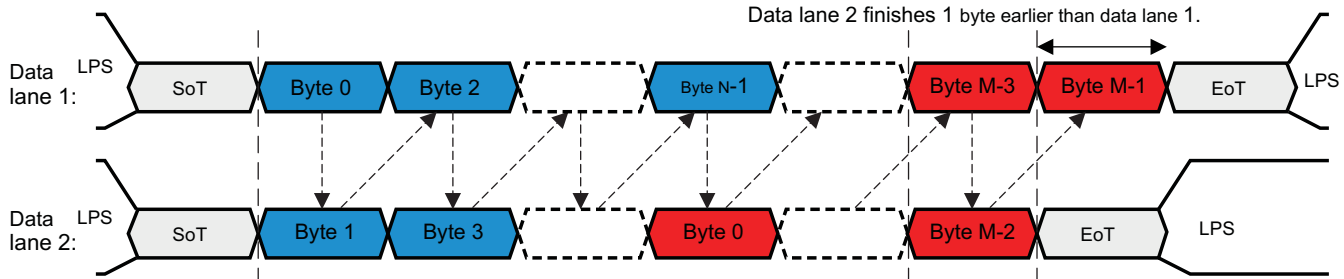 Data lane 2 finishes 1 byte earlier than data lane 1.
Data lane 1:
LPS
SoT
Byte 0
Byte 2
Byte N-1
Byte M-3
Byte M-1
EoT
LPS
Data lane 2:
LPS
SoT
Byte 1
Byte 3
Byte 0
Byte M-2
EoT
LPS